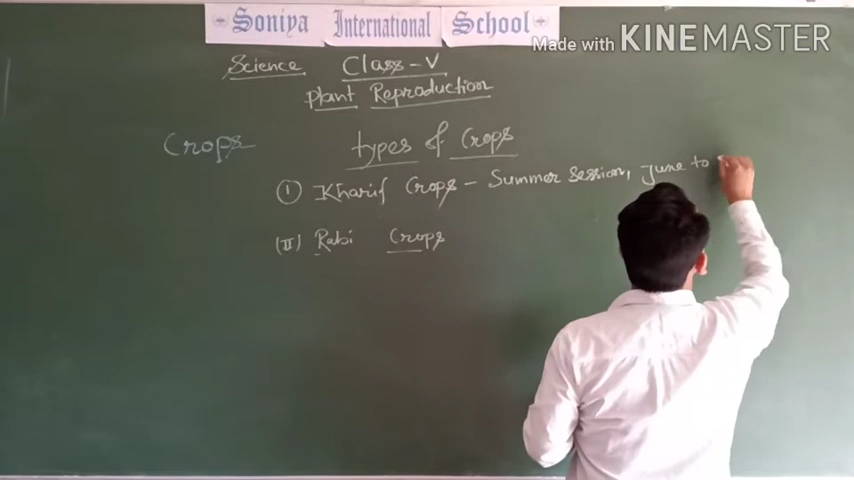 Soniya International School
Made with KINEMASTER
Science Class-V
Plant Reproduction
Crops types of Crops
(I) Kharif Crops - Summer session, June to
(II) Rabi Crops